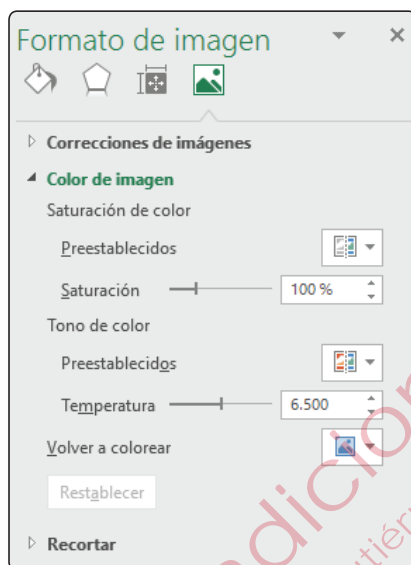 Formato de imagen
Correcciones de imágenes
Color de imagen
Saturación de color
Preestablecidos
Saturación 100 %
Tono de color
Preestablecidos
Temperatura 6.500
Volver a colorear
Restablecer
Recortar